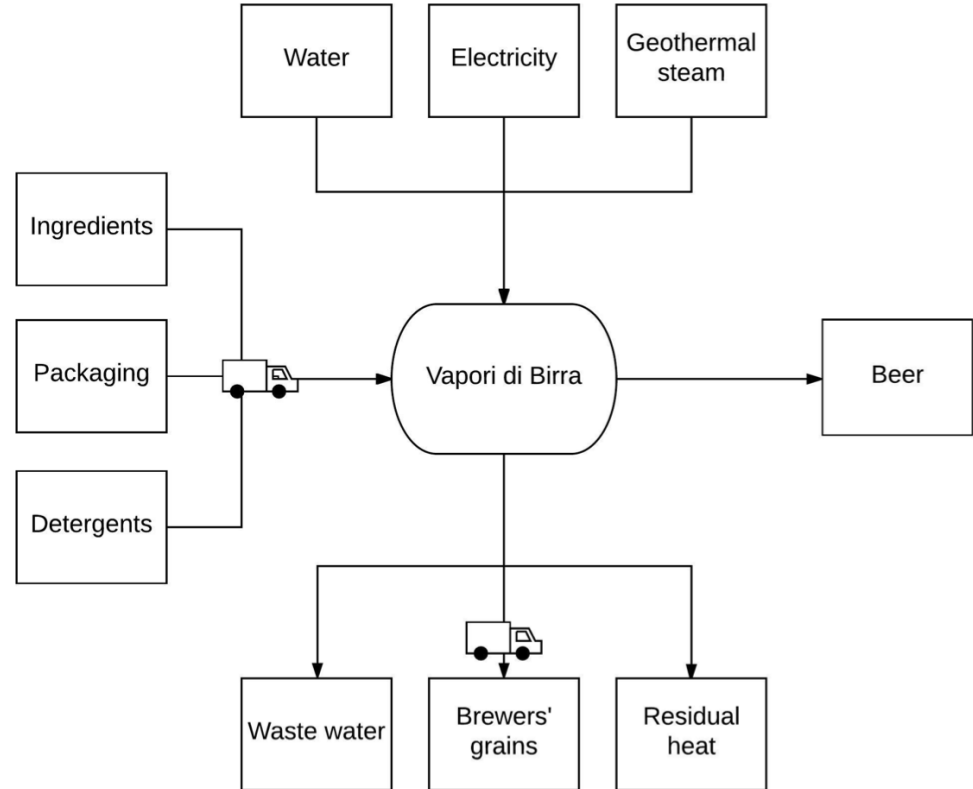 Water
Electricity
Geothermal
steam
Ingredients
Packaging
Detergents
Vapori di Birra
Beer
Waste water
Brewers'
grains
Residual
heat